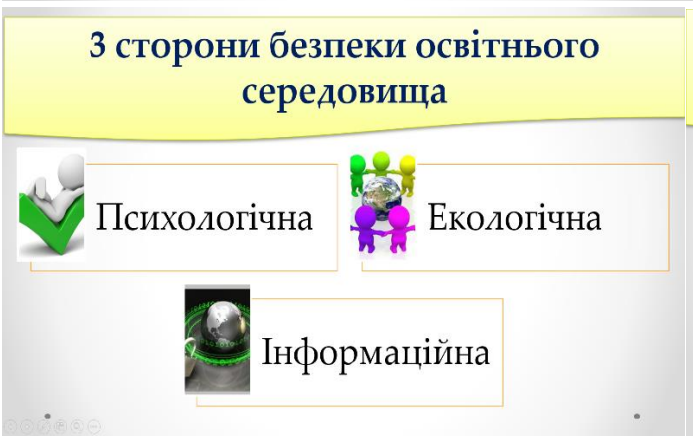 3 сторони безпеки освітнього
середовища
Психологічна
Екологічна
Інформаційна